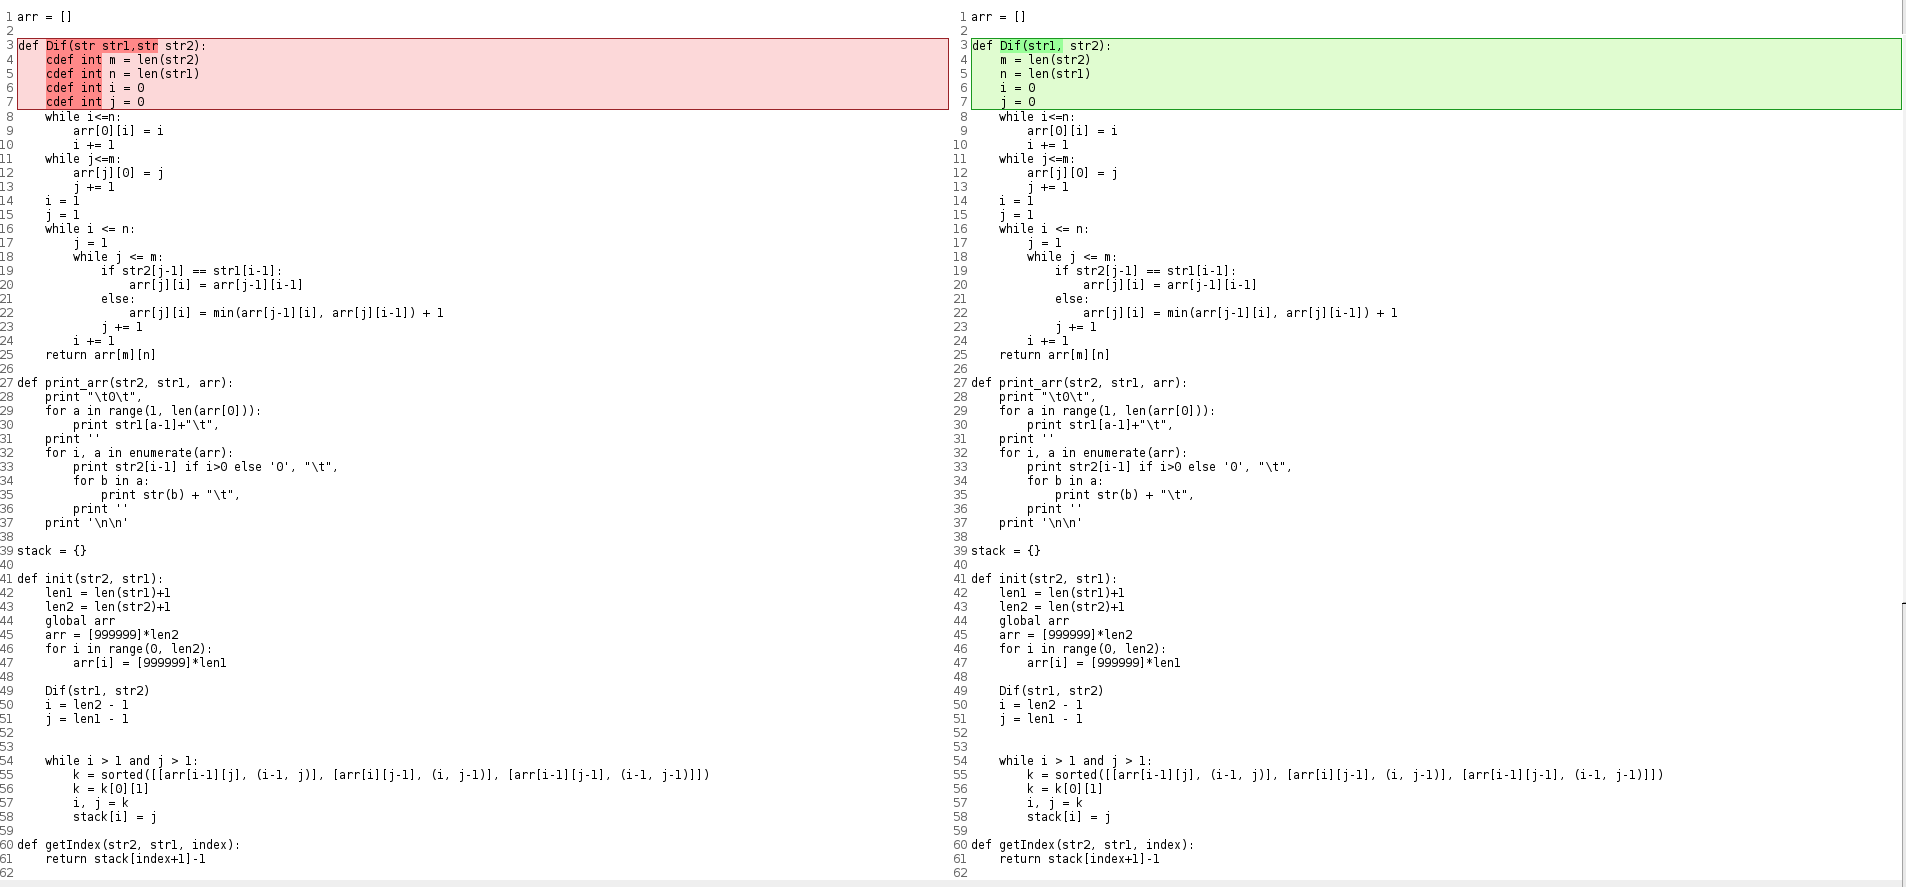 1 arr = []
2
3 def Dif(str str1,str str2):
4     cdef int m = len(str2)
5     cdef int n = len(str1)
6     cdef int i = 0
7     cdef int j = 0
8     while i<=n:
9         arr[0][i] = i
10         i += 1
11     while j<=m:
12         arr[j][0] = j
13         j += 1
14     i = 1
15     j = 1
16     while i <= n:
17         j = 1
18         while j <= m:
19             if str2[j-1] == str1[i-1]:
20                 arr[j][i] = arr[j-1][i-1]
21             else:
22                 arr[j][i] = min(arr[j-1][i], arr[j][i-1]) + 1
23             j += 1
24         i += 1
25     return arr[m][n]
26
27 def print_arr(str2, str1, arr):
28     print "\t0\t",
29     for a in range(1, len(arr[0])):
30         print str1[a-1]+"\t",
31     print ''
32     for i, a in enumerate(arr):
33         print str2[i-1] if i>0 else '0', "\t",
34         for b in a:
35             print str(b) + "\t",
36         print ''
37     print '\n\n'
38
39 stack = {}
40
41 def init(str2, str1):
42     len1 = len(str1)+1
43     len2 = len(str2)+1
44     global arr
45     arr = [999999]*len2
46     for i in range(0, len2):
47         arr[i] = [999999]*len1
48
49     Dif(str1, str2)
50     i = len2 - 1
51     j = len1 - 1
52
53
54     while i > 1 and j > 1:
55         k = sorted([[arr[i-1][j], (i-1, j)], [arr[i][j-1], (i, j-1)], [arr[i-1][j-1], (i-1, j-1)]])
56         k = k[0][1]
57         i, j = k
58         stack[i] = j
59
60 def getIndex(str2, str1, index):
61     return stack[index+1]-1
62
1 arr = []
2
3 def Dif(str1, str2):
4     m = len(str2)
5     n = len(str1)
6     i = 0
7     j = 0
8     while i<=n:
9         arr[0][i] = i
10         i += 1
11     while j<=m:
12         arr[j][0] = j
13         j += 1
14     i = 1
15     j = 1
16     while i <= n:
17         j = 1
18         while j <= m:
19             if str2[j-1] == str1[i-1]:
20                 arr[j][i] = arr[j-1][i-1]
21             else:
22                 arr[j][i] = min(arr[j-1][i], arr[j][i-1]) + 1
23             j += 1
24         i += 1
25     return arr[m][n]
26
27 def print_arr(str2, str1, arr):
28     print "\t0\t",
29     for a in range(1, len(arr[0])):
30         print str1[a-1]+"\t",
31     print ''
32     for i, a in enumerate(arr):
33         print str2[i-1] if i>0 else '0', "\t",
34         for b in a:
35             print str(b) + "\t",
36         print ''
37     print '\n\n'
38
39 stack = {}
40
41 def init(str2, str1):
42     len1 = len(str1)+1
43     len2 = len(str2)+1
44     global arr
45     arr = [999999]*len2
46     for i in range(0, len2):
47         arr[i] = [999999]*len1
48
49     Dif(str1, str2)
50     i = len2 - 1
51     j = len1 - 1
52
53
54     while i > 1 and j > 1:
55         k = sorted([[arr[i-1][j], (i-1, j)], [arr[i][j-1], (i, j-1)], [arr[i-1][j-1], (i-1, j-1)]])
56         k = k[0][1]
57         i, j = k
58         stack[i] = j
59
60 def getIndex(str2, str1, index):
61     return stack[index+1]-1
62